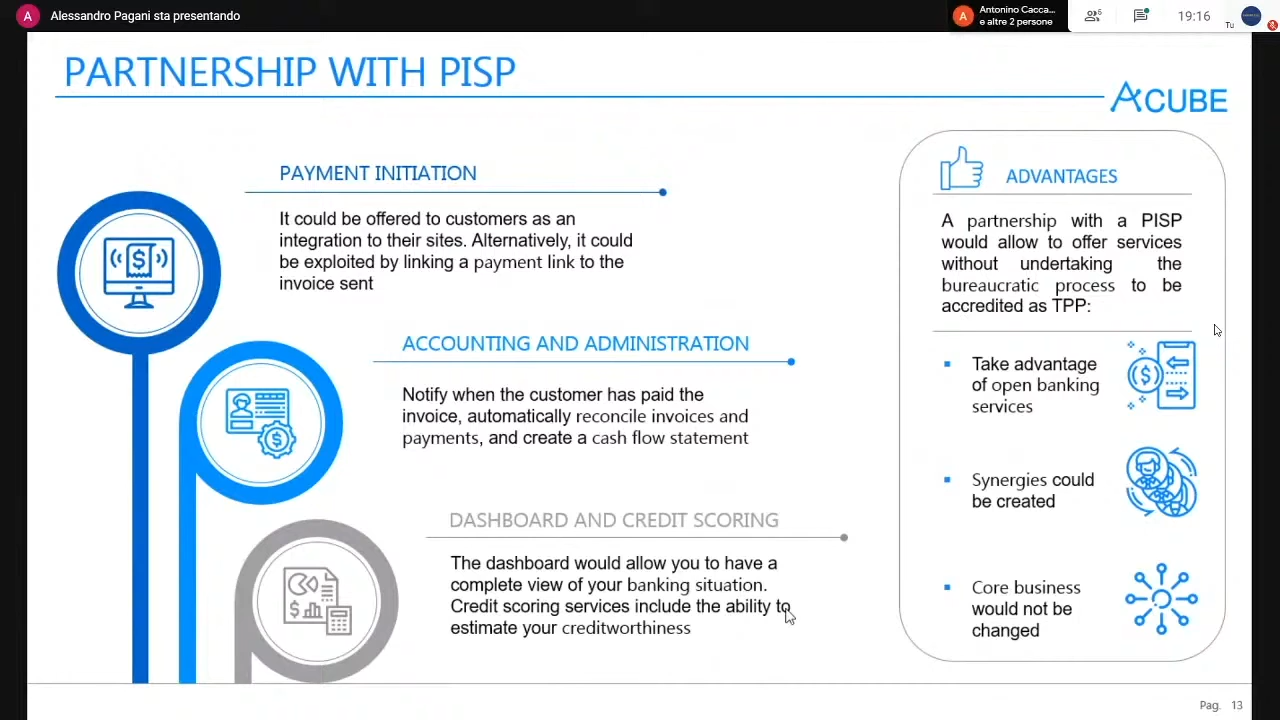 A Alessandro Pagani sta presentando
A Antonino Cacca...
e altre 2 persone
6
19:16
Tu
PARTNERSHIP WITH PISP
ACUBE
PAYMENT INITIATION
It could be offered to customers as an
integration to their sites. Alternatively, it could
be exploited by linking a payment link to the
invoice sent
ACCOUNTING AND ADMINISTRATION
Notify when the customer has paid the
invoice, automatically reconcile invoices and
payments, and create a cash flow statement
DASHBOARD AND CREDIT SCORING
The dashboard would allow you to have a
complete view of your banking situation.
Credit scoring services include the ability to
estimate your creditworthiness
ADVANTAGES
A partnership with a PISP
would allow to offer services
without undertaking the
bureaucratic process to be
accredited as TPP:
Take advantage
of open banking
services
Synergies could
be created
Core business
would not be
changed
Pag. 13